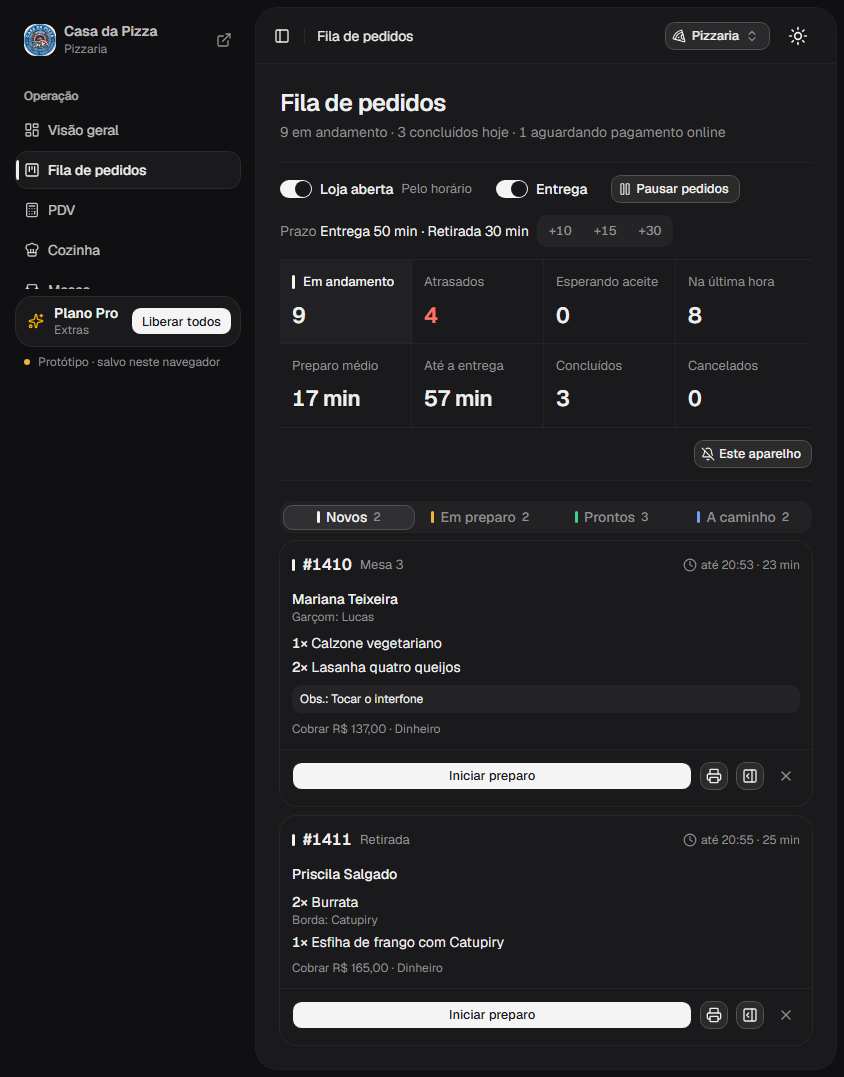 Casa da Pizza
Pizzaria
Operação
Visão geral
Fila de pedidos
PDV
Cozinha
Plano Pro
Extras
Liberar todos
Protótipo · salvo neste navegador
Fila de pedidos
Pizzaria
Fila de pedidos
9 em andamento · 3 concluídos hoje · 1 aguardando pagamento online
Loja aberta Pelo horário
Entrega
Pausar pedidos
Prazo Entrega 50 min · Retirada 30 min
+10 +15 +30
Em andamento
9
Atrasados
4
Esperando aceite
0
Na última hora
8
Preparo médio
17 min
Até a entrega
57 min
Concluídos
3
Cancelados
0
Este aparelho
Novos 2
Em preparo 2
Prontos 3
A caminho 2
#1410 Mesa 3
até 20:53 · 23 min
Mariana Teixeira
Garçom: Lucas
1× Calzone vegetariano
2× Lasanha quatro queijos
Obs.: Tocar o interfone
Cobrar R$ 137,00 · Dinheiro
Iniciar preparo
#1411 Retirada
até 20:55 · 25 min
Priscila Salgado
2× Burrata
Borda: Catupiry
1× Esfiha de frango com Catupiry
Cobrar R$ 165,00 · Dinheiro
Iniciar preparo